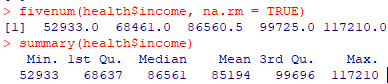 > fivenum(health$income, na.rm = TRUE)
[1]  52933.0  68461.0  86560.5  99725.0 117210.0
> summary(health$income)
   Min. 1st Qu.  Median    Mean 3rd Qu.    Max.
  52933   68637   86561   85194   99696  117210